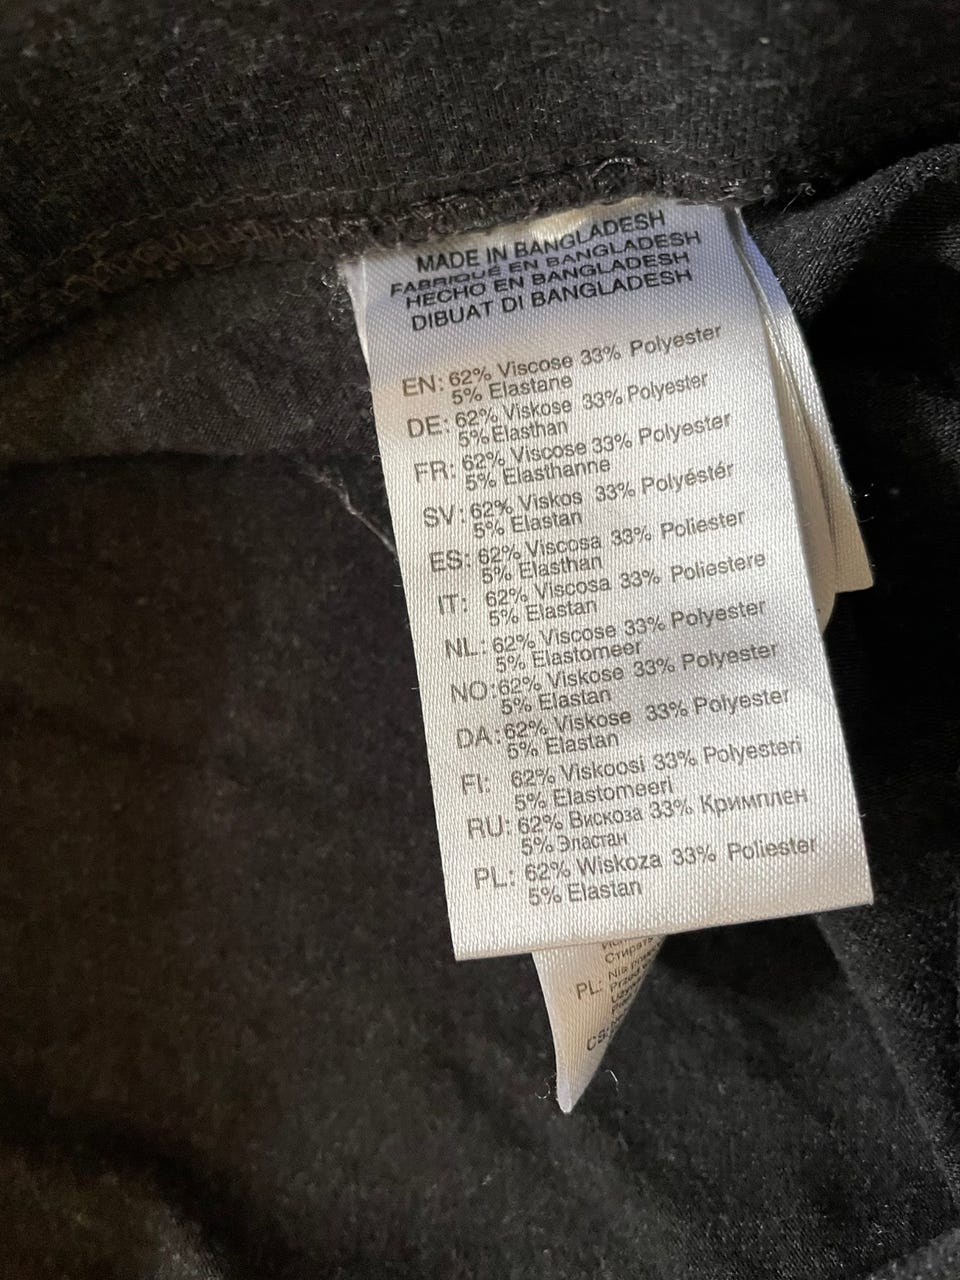 MADE IN BANGLADESH
FABRIQUÉ EN BANGLADESH
HECHO EN BANGLADESH
DIBUAT DI BANGLADESH
EN: 62% Viscose 33% Polyester
5% Elastane
DE: 62% Viskose 33% Polyester
5% Elasthan
FR: 62% Viscose 33% Polyester
5% Elasthanne
SV: 62% Viskos 33% Polyéstér
5% Elastan
ES: 62% Viscosa 33% Poliester
5% Elasthan
IT: 62% Viscosa 33% Poliestere
5% Elastan
NL: 62% Viscose 33% Polyester
5% Elastomeer
NO: 62% Viskose 33% Polyester
5% Elastan
DA: 62% Viskose 33% Polyester
5% Elastan
FI: 62% Viskoosi 33% Polyesteri
5% Elastomeeri
RU: 62% Вискоза 33% Кримплен
5% Эластан
PL: 62% Wiskoza 33% Poliester
5% Elastan
Стирать
PL: Nie
CS: